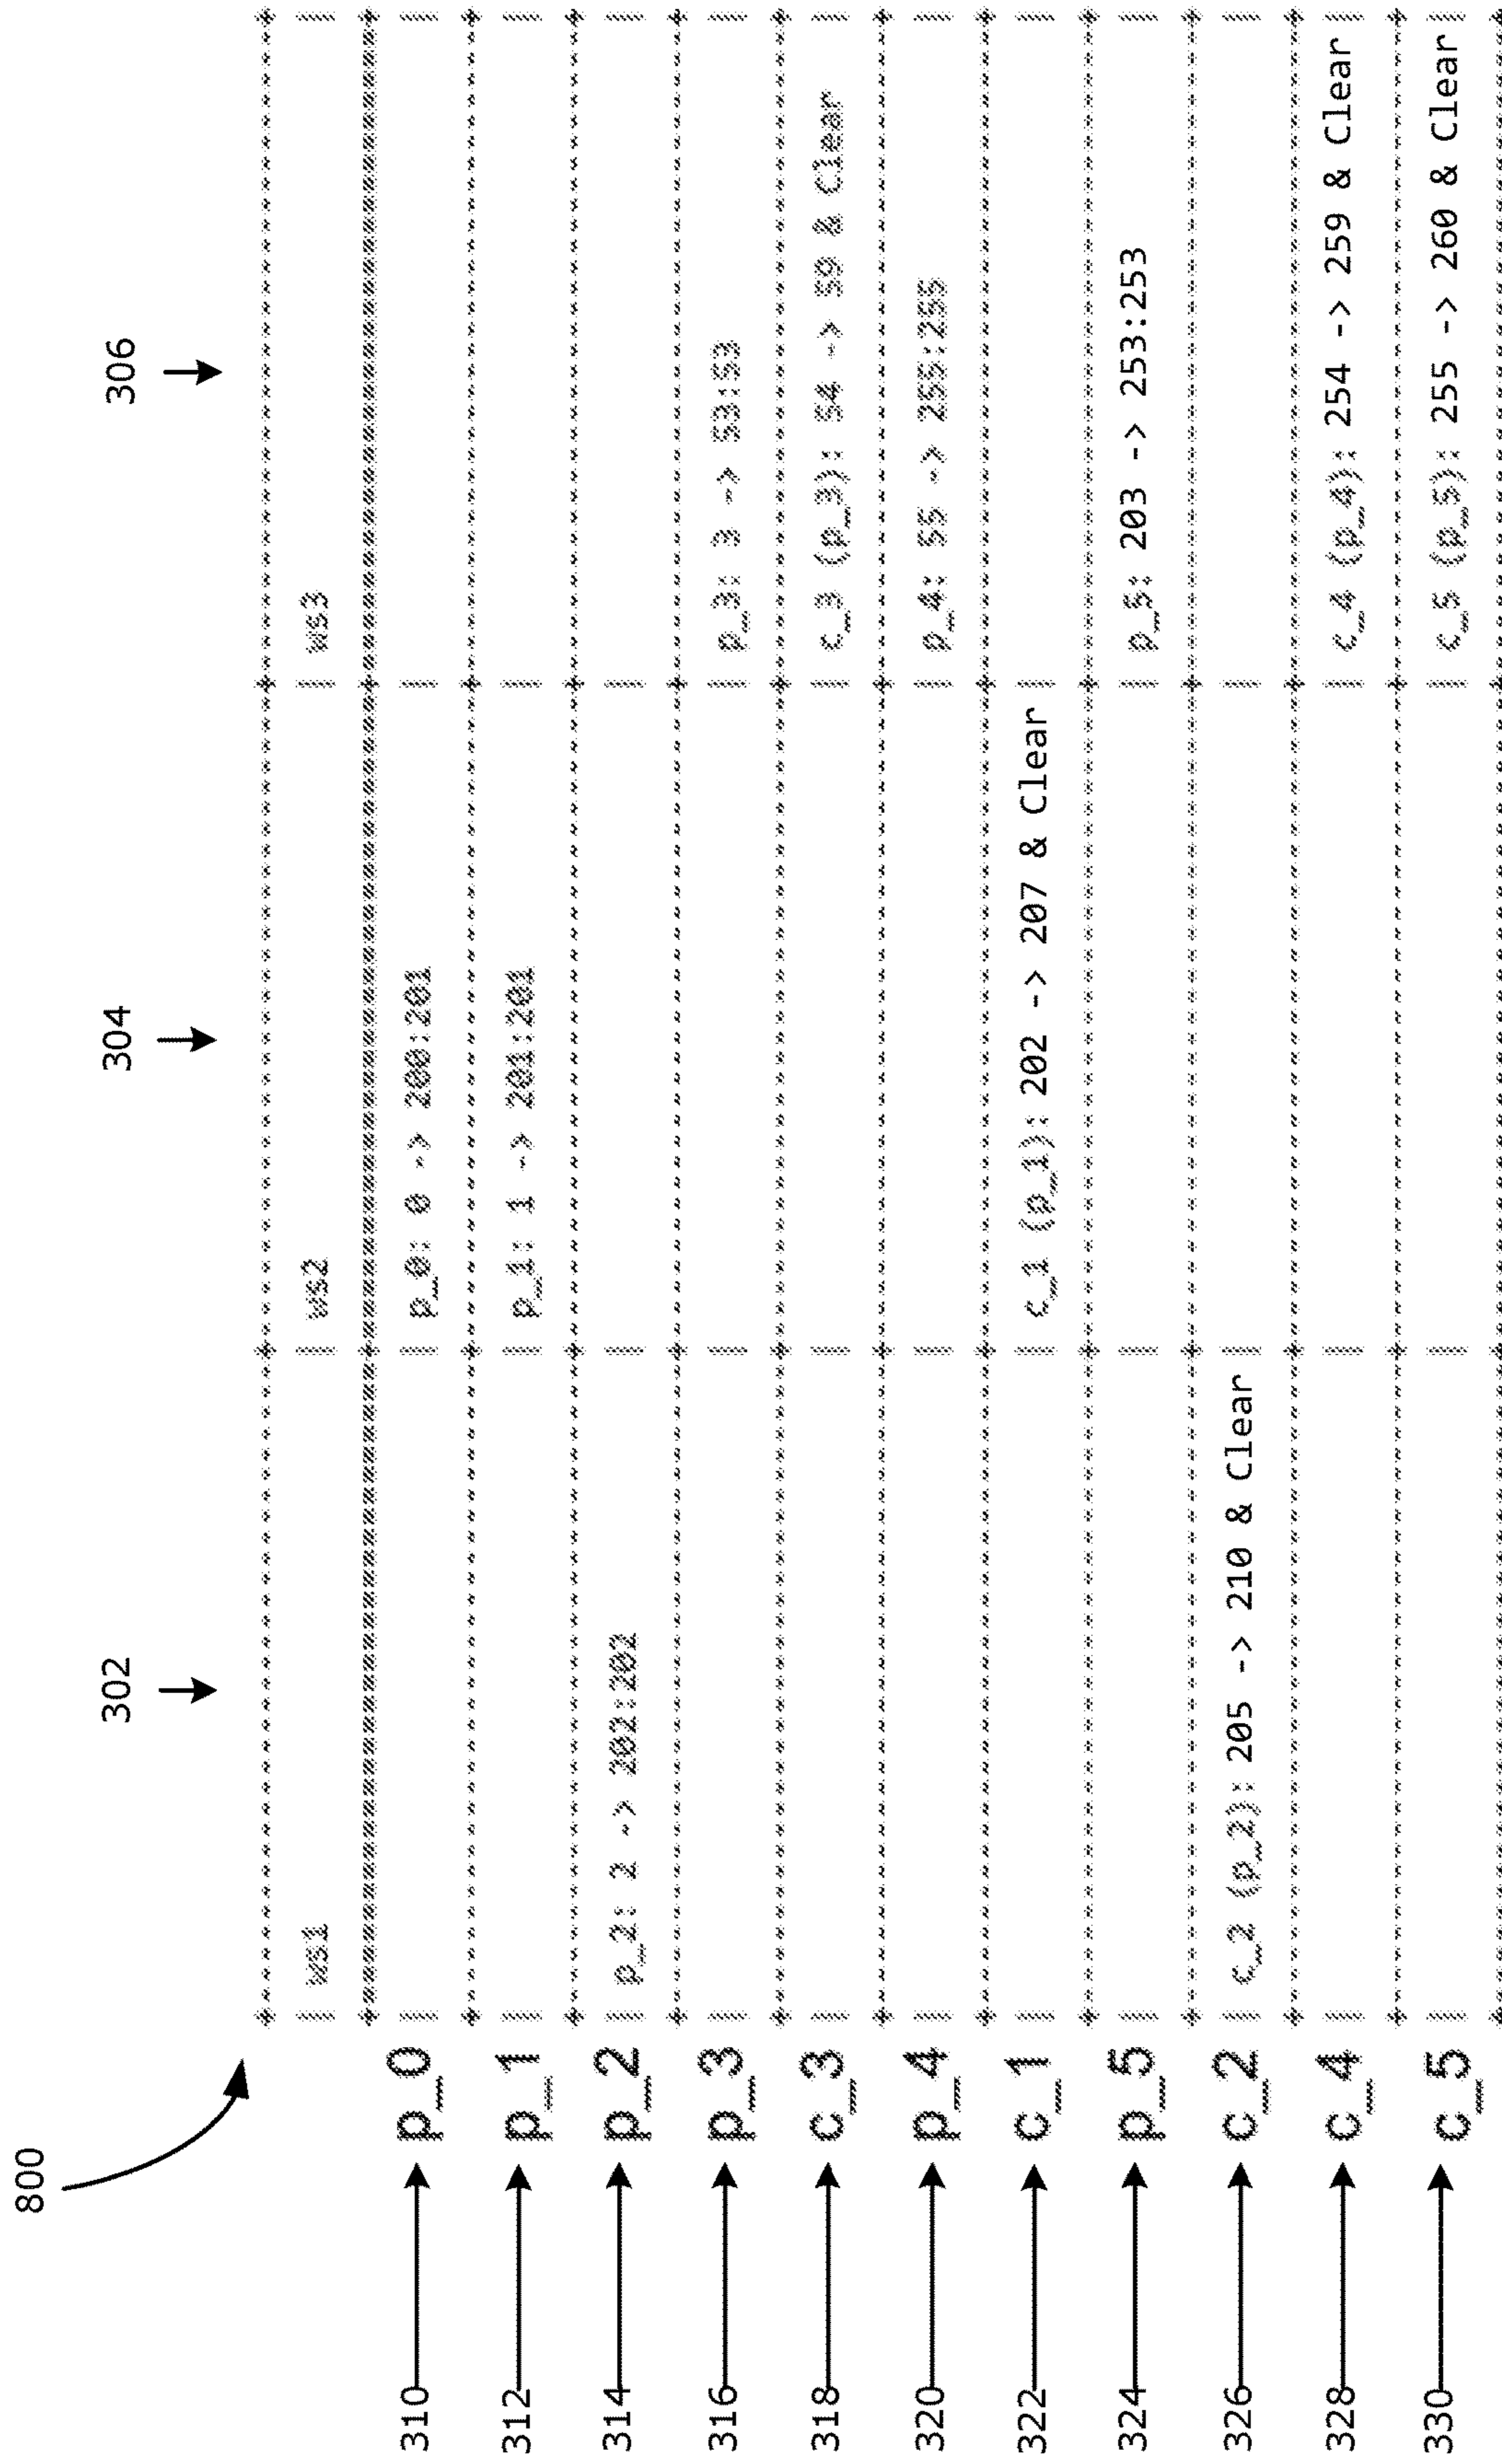 800
302 304 306
ws1 ws2 ws3
310 p_0 p_0: 0 -> 200:201
312 p_1 p_1: 1 -> 201:201
314 p_2 p_2: 2 -> 202:202
316 p_3 p_3: 3 -> 53:53
318 c_3 c_3 (p_3): 54 -> 59 & Clear
320 p_4 p_4: 55 -> 255:255
322 c_1 c_1 (p_1): 202 -> 207 & Clear
324 p_5 p_5: 203 -> 253:253
326 c_2 c_2 (p_2): 205 -> 210 & Clear
328 c_4 c_4 (p_4): 254 -> 259 & Clear
330 c_5 c_5 (p_5): 255 -> 260 & Clear